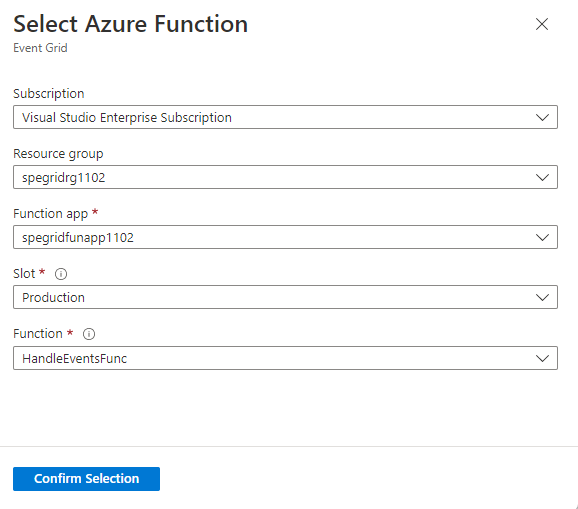 Select Azure Function
Event Grid
Subscription
Visual Studio Enterprise Subscription
Resource group
spegridrg1102
Function app *
spegridfunapp1102
Slot *
Production
Function *
HandleEventsFunc
Confirm Selection